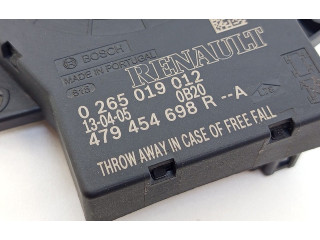 BOSCH
MADE IN PORTUGAL
RENAULT
616
0 265 019 012
13-04-05 0B20
479 454 698 R --A
THROW AWAY IN CASE OF FREE FALL